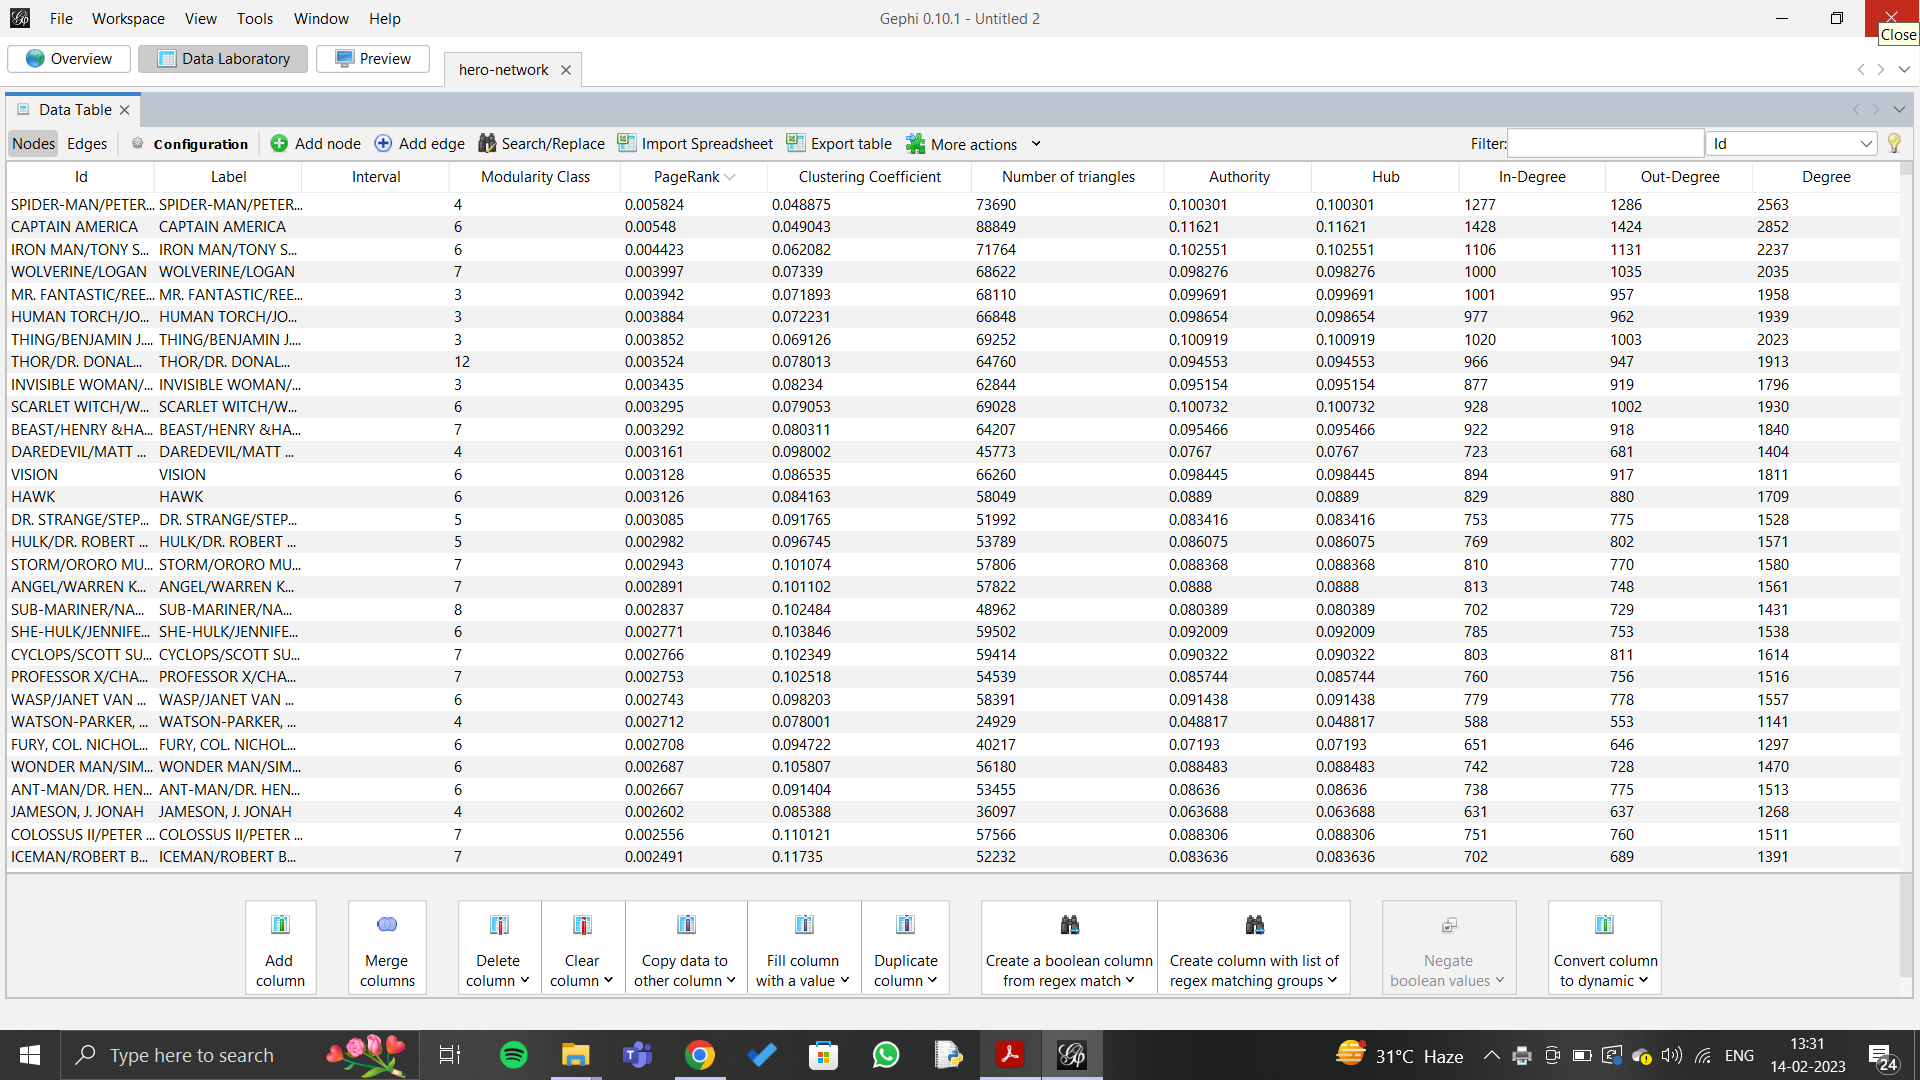 File Workspace View Tools Window Help Gephi 0.10.1 - Untitled 2
Close
Overview Data Laboratory Preview hero-network
Data Table
Nodes Edges Configuration Add node Add edge Search/Replace Import Spreadsheet Export table More actions Filter: Id
Id Label Interval Modularity Class PageRank Clustering Coefficient Number of triangles Authority Hub In-Degree Out-Degree Degree
SPIDER-MAN/PETER... SPIDER-MAN/PETER... 4 0.005824 0.048875 73690 0.100301 0.100301 1277 1286 2563
CAPTAIN AMERICA CAPTAIN AMERICA 6 0.00548 0.049043 88849 0.11621 0.11621 1428 1424 2852
IRON MAN/TONY S... IRON MAN/TONY S... 6 0.004423 0.062082 71764 0.102551 0.102551 1106 1131 2237
WOLVERINE/LOGAN WOLVERINE/LOGAN 7 0.003997 0.07339 68622 0.098276 0.098276 1000 1035 2035
MR. FANTASTIC/REE... MR. FANTASTIC/REE... 3 0.003942 0.071893 68110 0.099691 0.099691 1001 957 1958
HUMAN TORCH/JO... HUMAN TORCH/JO... 3 0.003884 0.072231 66848 0.098654 0.098654 977 962 1939
THING/BENJAMIN J.... THING/BENJAMIN J.... 3 0.003852 0.069126 69252 0.100919 0.100919 1020 1003 2023
THOR/DR. DONAL... THOR/DR. DONAL... 12 0.003524 0.078013 64760 0.094553 0.094553 966 947 1913
INVISIBLE WOMAN/... INVISIBLE WOMAN/... 3 0.003435 0.08234 62844 0.095154 0.095154 877 919 1796
SCARLET WITCH/W... SCARLET WITCH/W... 6 0.003295 0.079053 69028 0.100732 0.100732 928 1002 1930
BEAST/HENRY &HA... BEAST/HENRY &HA... 7 0.003292 0.080311 64207 0.095466 0.095466 922 918 1840
DAREDEVIL/MATT ... DAREDEVIL/MATT ... 4 0.003161 0.098002 45773 0.0767 0.0767 723 681 1404
VISION VISION 6 0.003128 0.086535 66260 0.098445 0.098445 894 917 1811
HAWK HAWK 6 0.003126 0.084163 58049 0.0889 0.0889 829 880 1709
DR. STRANGE/STEP... DR. STRANGE/STEP... 5 0.003085 0.091765 51992 0.083416 0.083416 753 775 1528
HULK/DR. ROBERT ... HULK/DR. ROBERT ... 5 0.002982 0.096745 53789 0.086075 0.086075 769 802 1571
STORM/ORORO MU... STORM/ORORO MU... 7 0.002943 0.101074 57806 0.088368 0.088368 810 770 1580
ANGEL/WARREN K... ANGEL/WARREN K... 7 0.002891 0.101102 57822 0.0888 0.0888 813 748 1561
SUB-MARINER/NA... SUB-MARINER/NA... 8 0.002837 0.102484 48962 0.080389 0.080389 702 729 1431
SHE-HULK/JENNIFE... SHE-HULK/JENNIFE... 6 0.002771 0.103846 59502 0.092009 0.092009 785 753 1538
CYCLOPS/SCOTT SU... CYCLOPS/SCOTT SU... 7 0.002766 0.102349 59414 0.090322 0.090322 803 811 1614
PROFESSOR X/CHA... PROFESSOR X/CHA... 7 0.002753 0.102518 54539 0.085744 0.085744 760 756 1516
WASP/JANET VAN ... WASP/JANET VAN ... 6 0.002743 0.098203 58391 0.091438 0.091438 779 778 1557
WATSON-PARKER, ... WATSON-PARKER, ... 4 0.002712 0.078001 24929 0.048817 0.048817 588 553 1141
FURY, COL. NICHOL... FURY, COL. NICHOL... 6 0.002708 0.094722 40217 0.07193 0.07193 651 646 1297
WONDER MAN/SIM... WONDER MAN/SIM... 6 0.002687 0.105807 56180 0.088483 0.088483 742 728 1470
ANT-MAN/DR. HEN... ANT-MAN/DR. HEN... 6 0.002667 0.091404 53455 0.08636 0.08636 738 775 1513
JAMESON, J. JONAH JAMESON, J. JONAH 4 0.002602 0.085388 36097 0.063688 0.063688 631 637 1268
COLOSSUS II/PETER ... COLOSSUS II/PETER ... 7 0.002556 0.110121 57566 0.088306 0.088306 751 760 1511
ICEMAN/ROBERT B... ICEMAN/ROBERT B... 7 0.002491 0.11735 52232 0.083636 0.083636 702 689 1391
Add Merge Delete Clear Copy data to Fill column Duplicate Create a boolean column Create column with list of Negate Convert column
column columns column column other column with a value column from regex match regex matching groups boolean values to dynamic
Type here to search 31°C Haze ENG 13:31
14-02-2023 24